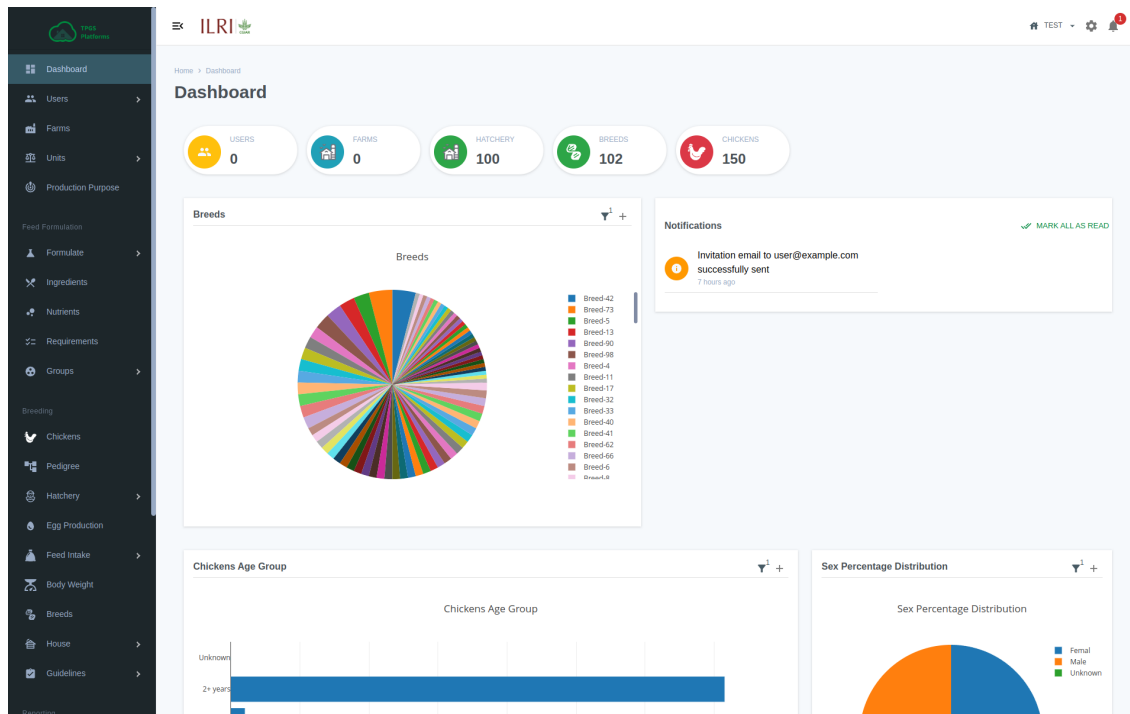 TPGS
Platforms
ILRI
CGIAR
TEST
1
Dashboard
Users
Farms
Units
Production Purpose
Feed Formulation
Formulate
Ingredients
Nutrients
Requirements
Groups
Breeding
Chickens
Pedigree
Hatchery
Egg Production
Feed Intake
Body Weight
Breeds
House
Guidelines
Reporting
Home > Dashboard
Dashboard
USERS
0
FARMS
0
HATCHERY
100
BREEDS
102
CHICKENS
150
Breeds
1
Breeds
Breed-42
Breed-73
Breed-5
Breed-13
Breed-90
Breed-98
Breed-4
Breed-11
Breed-17
Breed-32
Breed-33
Breed-40
Breed-41
Breed-62
Breed-66
Breed-6
Breed-8
Notifications
MARK ALL AS READ
Invitation email to user@example.com
successfully sent
7 hours ago
Chickens Age Group
1
Chickens Age Group
Unknown
2+ years
Sex Percentage Distribution
1
Sex Percentage Distribution
Femal
Male
Unknown